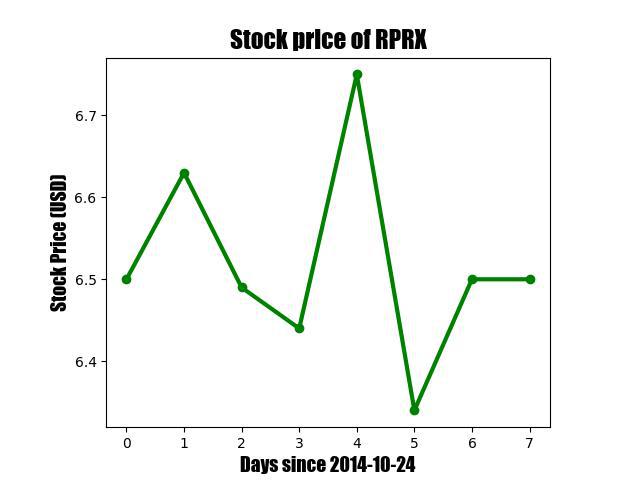 Stock price of RPRX
Stock Price (USD)
6.7
6.6
6.5
6.4
0 1 2 3 4 5 6 7
Days since 2014-10-24